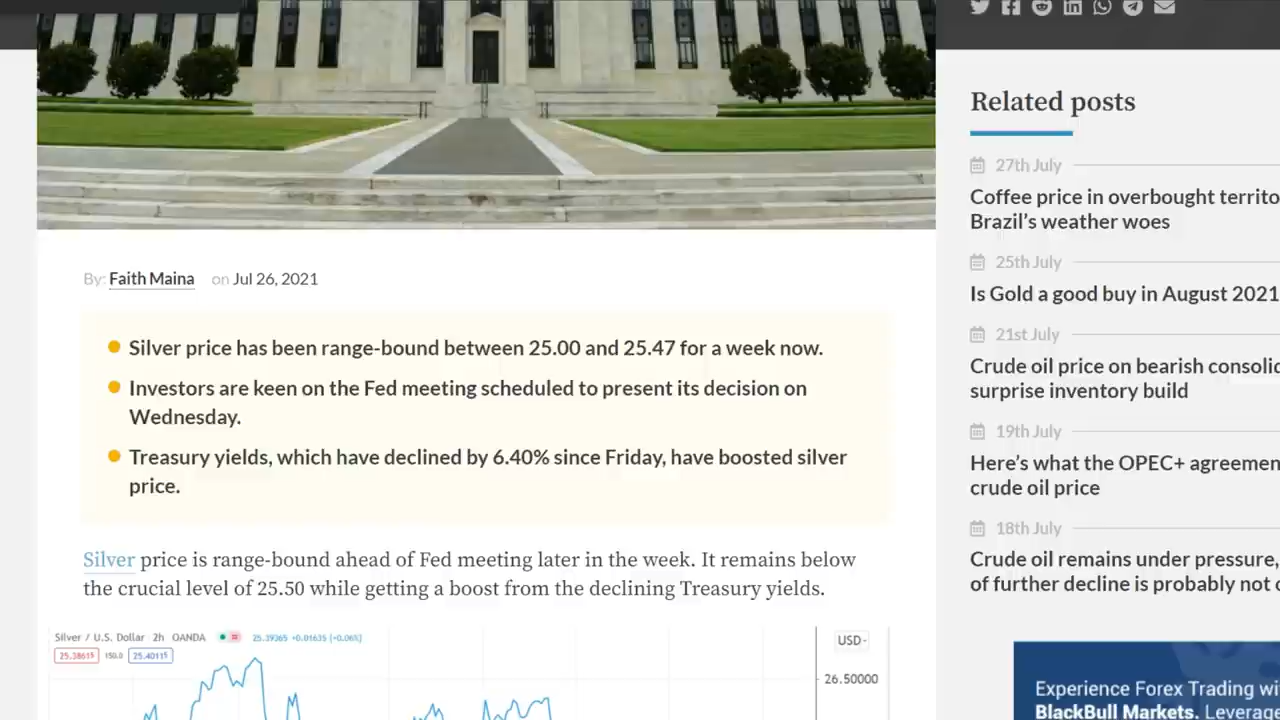 By: Faith Maina on Jul 26, 2021
Silver price has been range-bound between 25.00 and 25.47 for a week now.
Investors are keen on the Fed meeting scheduled to present its decision on
Wednesday.
Treasury yields, which have declined by 6.40% since Friday, have boosted silver
price.
Silver price is range-bound ahead of Fed meeting later in the week. It remains below
the crucial level of 25.50 while getting a boost from the declining Treasury yields.
Silver / U.S. Dollar 2h OANDA 25.39365 +0.01635 (+0.06%)
25.38615 150.0 25.40115
USD
26.50000
Related posts
27th July
Coffee price in overbought territo
Brazil's weather woes
25th July
Is Gold a good buy in August 2021
21st July
Crude oil price on bearish consolid
surprise inventory build
19th July
Here's what the OPEC+ agreemen
crude oil price
18th July
Crude oil remains under pressure,
of further decline is probably not
Experience Forex Trading wi
BlackBull Markets. Leverage